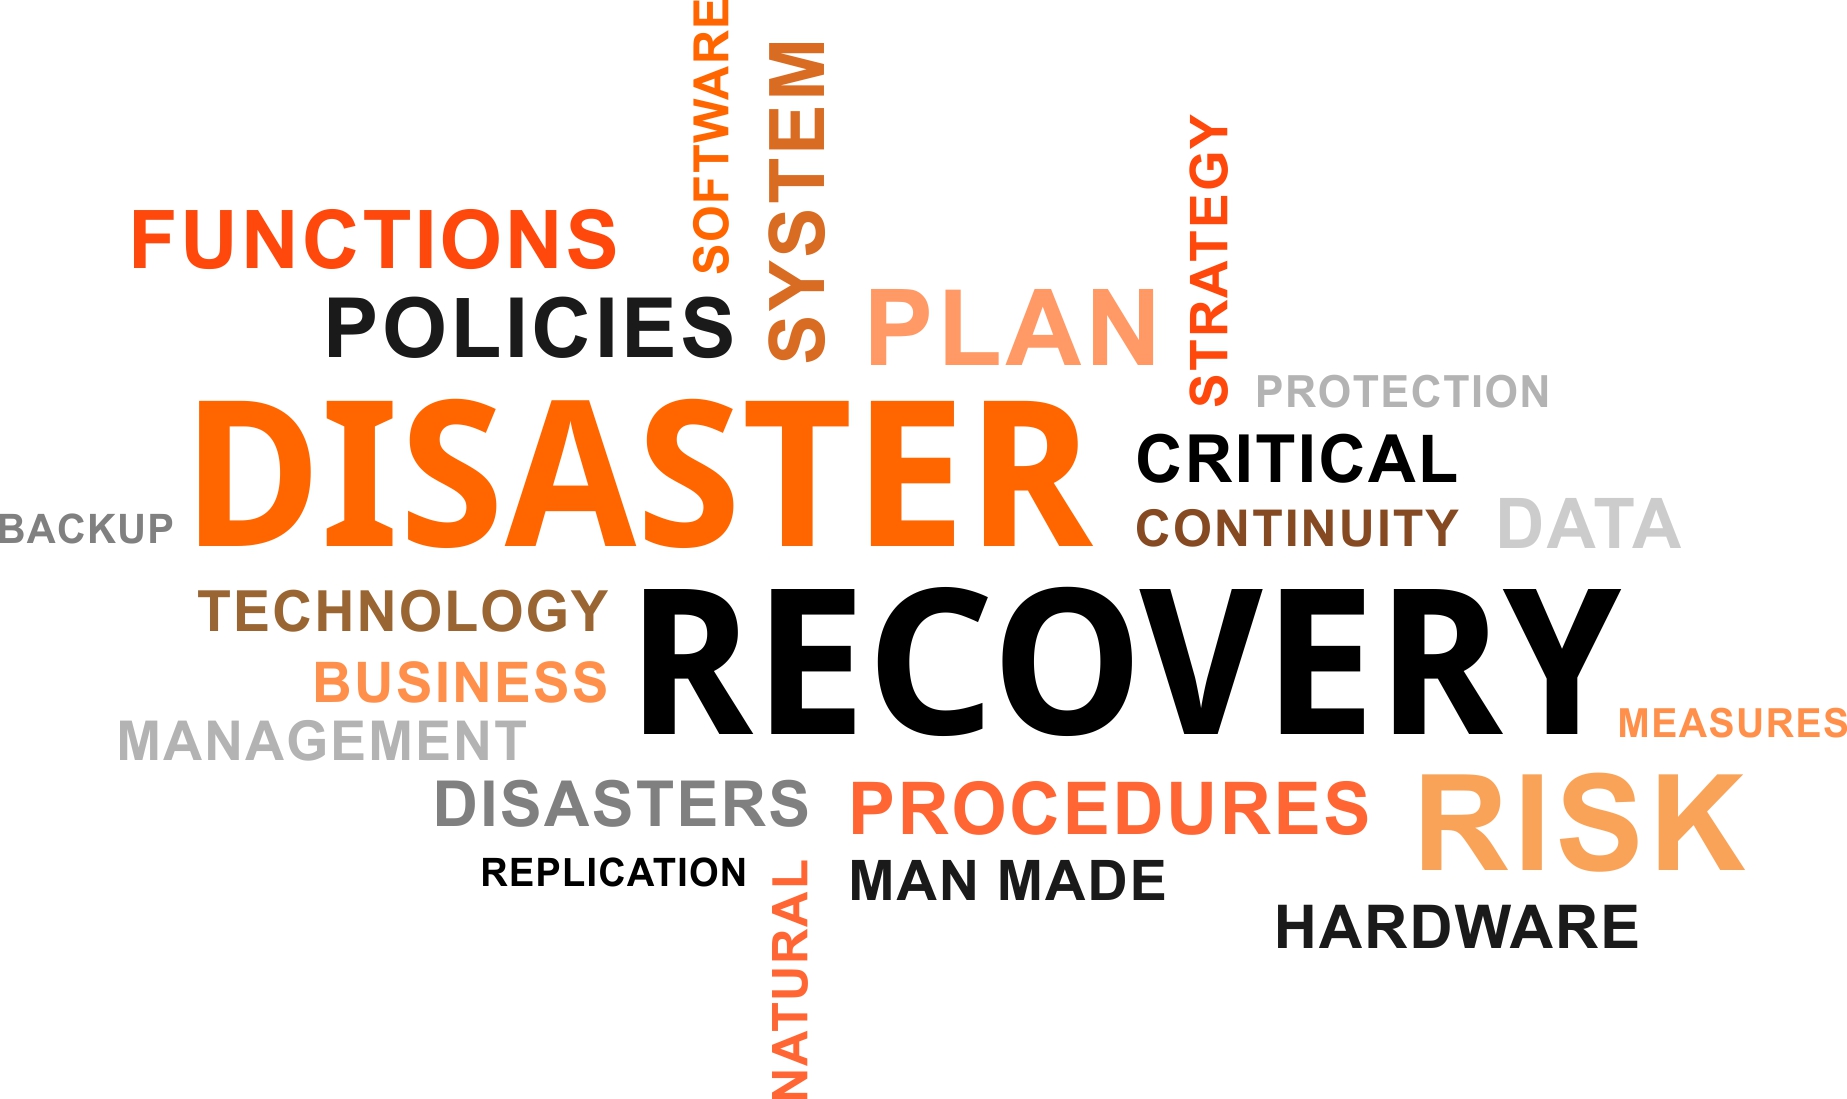 SOFTWARE
SYSTEM
STRATEGY
FUNCTIONS
POLICIES
PLAN
PROTECTION
DISASTER
CRITICAL
CONTINUITY
DATA
BACKUP
TECHNOLOGY
RECOVERY
BUSINESS
MANAGEMENT
MEASURES
DISASTERS
PROCEDURES
RISK
REPLICATION
NATURAL
MAN MADE
HARDWARE